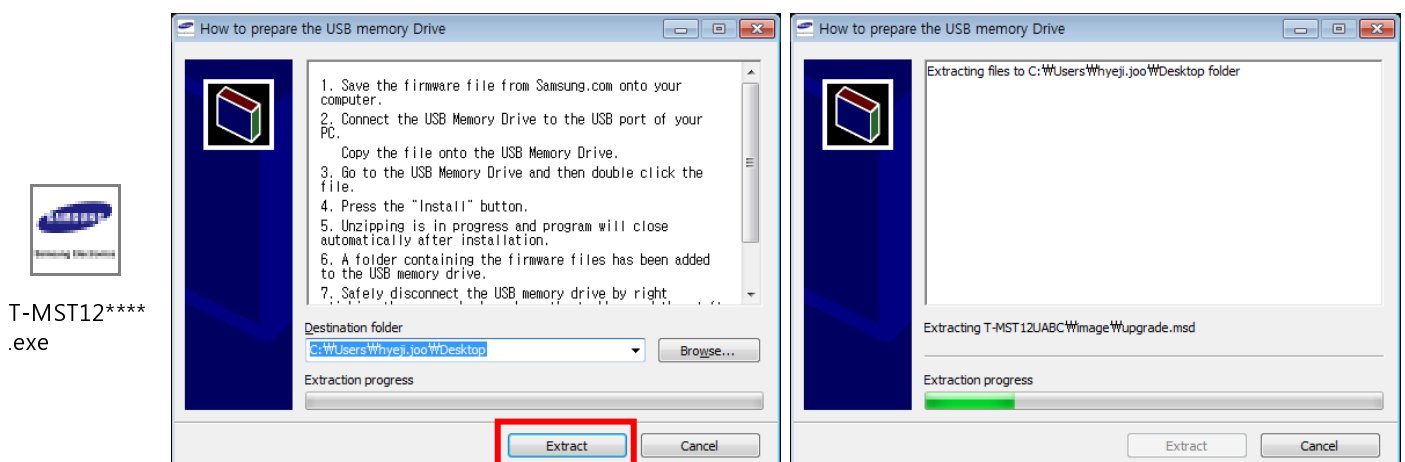 SAMSUNG
Samsung Electronics
T-MST12****
.exe
How to prepare the USB memory Drive
1. Save the firmware file from Samsung.com onto your
computer.
2. Connect the USB Memory Drive to the USB port of your
PC.
Copy the file onto the USB Memory Drive.
3. Go to the USB Memory Drive and then double click the
file.
4. Press the "Install" button.
5. Unzipping is in progress and program will close
automatically after installation.
6. A folder containing the firmware files has been added
to the USB memory drive.
7. Safely disconnect the USB memory drive by right
Destination folder
C:₩Users₩hyeji.joo₩Desktop
Browse...
Extraction progress
Extract
Cancel
How to prepare the USB memory Drive
Extracting files to C:₩Users₩hyeji.joo₩Desktop folder
Extracting T-MST12UABC₩image₩upgrade.msd
Extraction progress
Extract
Cancel